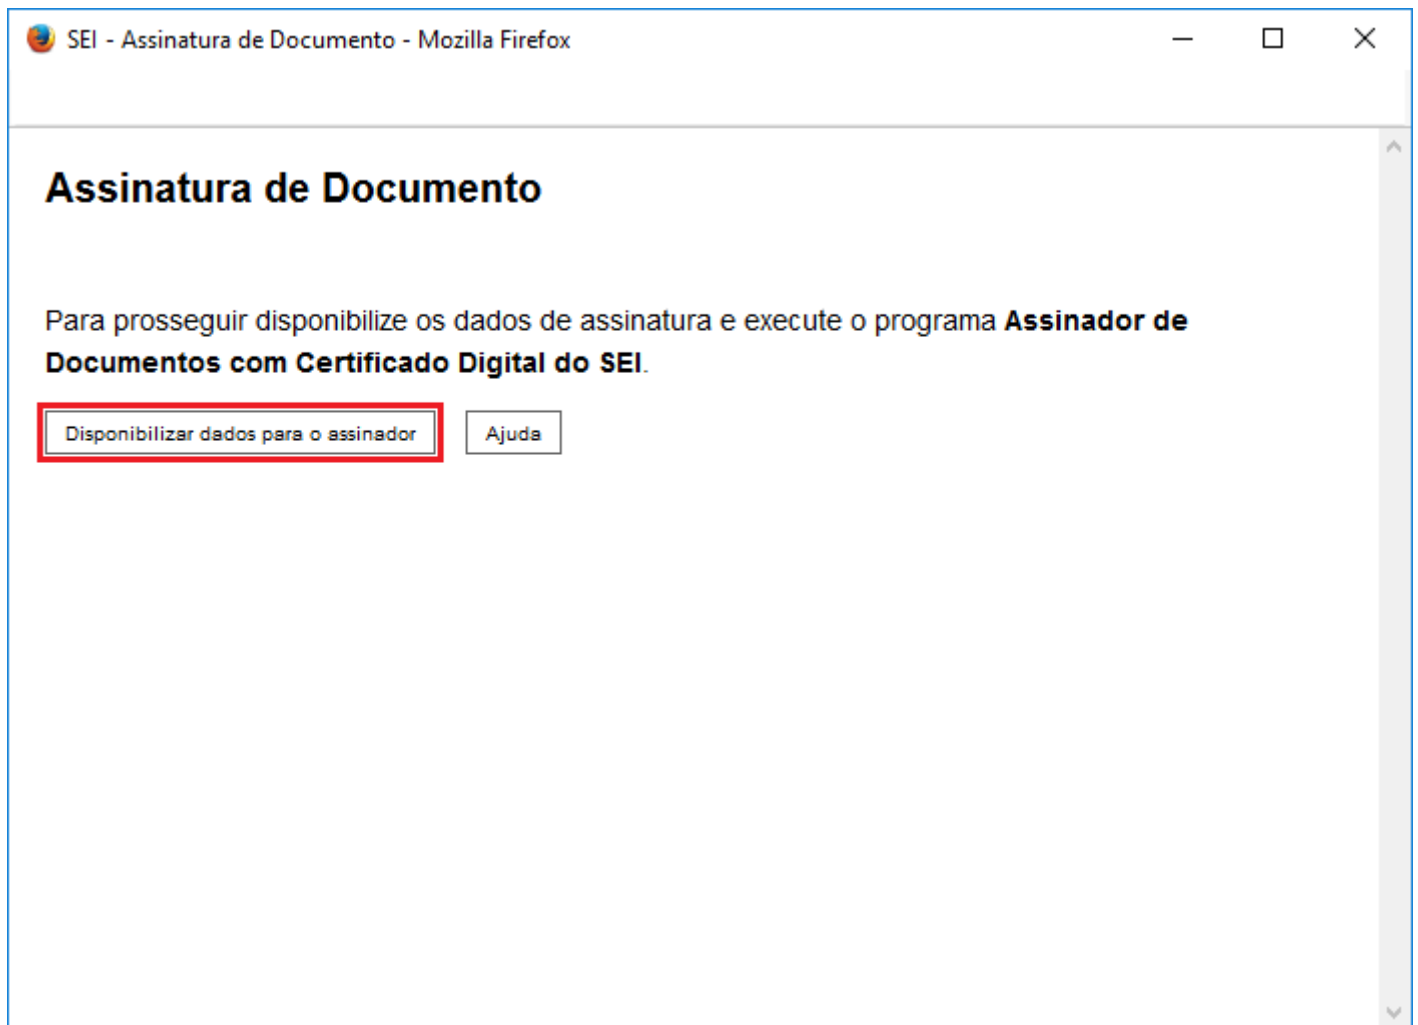 SEI - Assinatura de Documento - Mozilla Firefox
Assinatura de Documento
Para prosseguir disponibilize os dados de assinatura e execute o programa Assinador de
Documentos com Certificado Digital do SEI.
Disponibilizar dados para o assinador Ajuda